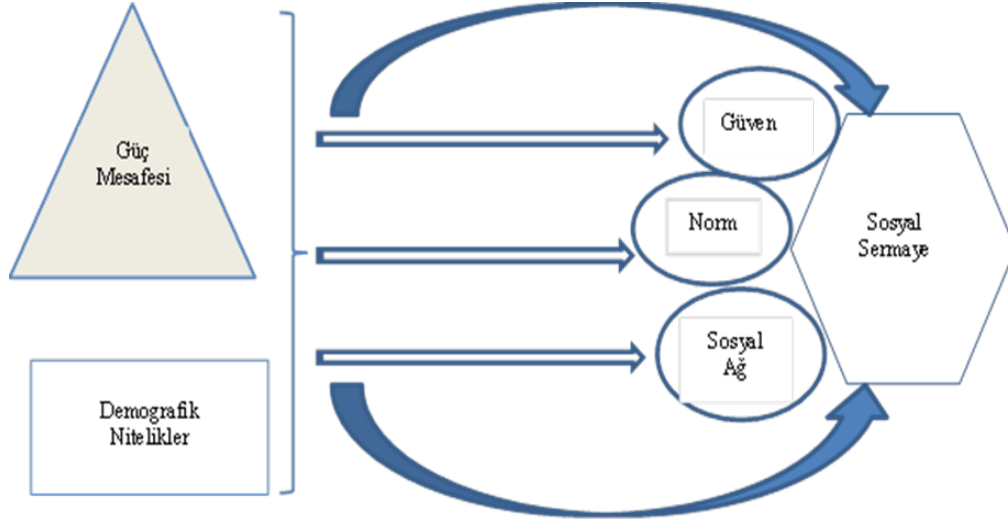 Güç
Mesafesi
Demografik
Nitelikler
Güven
Norm
Sosyal
Ağ
Sosyal
Sermaye